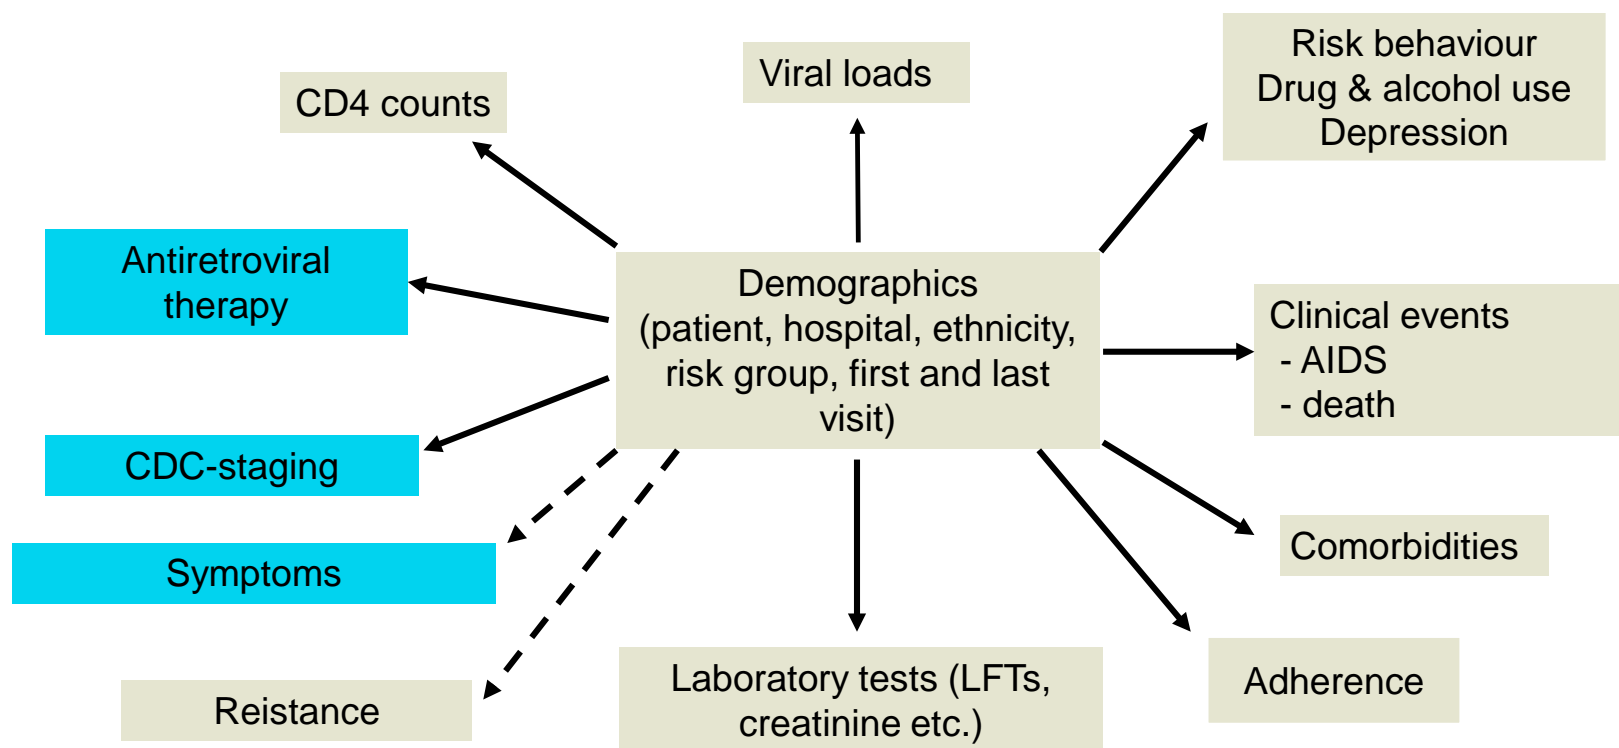 Risk behaviour
Drug & alcohol use
Depression
Viral loads
CD4 counts
Antiretroviral
therapy
Demographics
(patient, hospital, ethnicity,
risk group, first and last
visit)
Clinical events
- AIDS
- death
CDC-staging
Symptoms
Comorbidities
Reistance
Laboratory tests (LFTs,
creatinine etc.)
Adherence